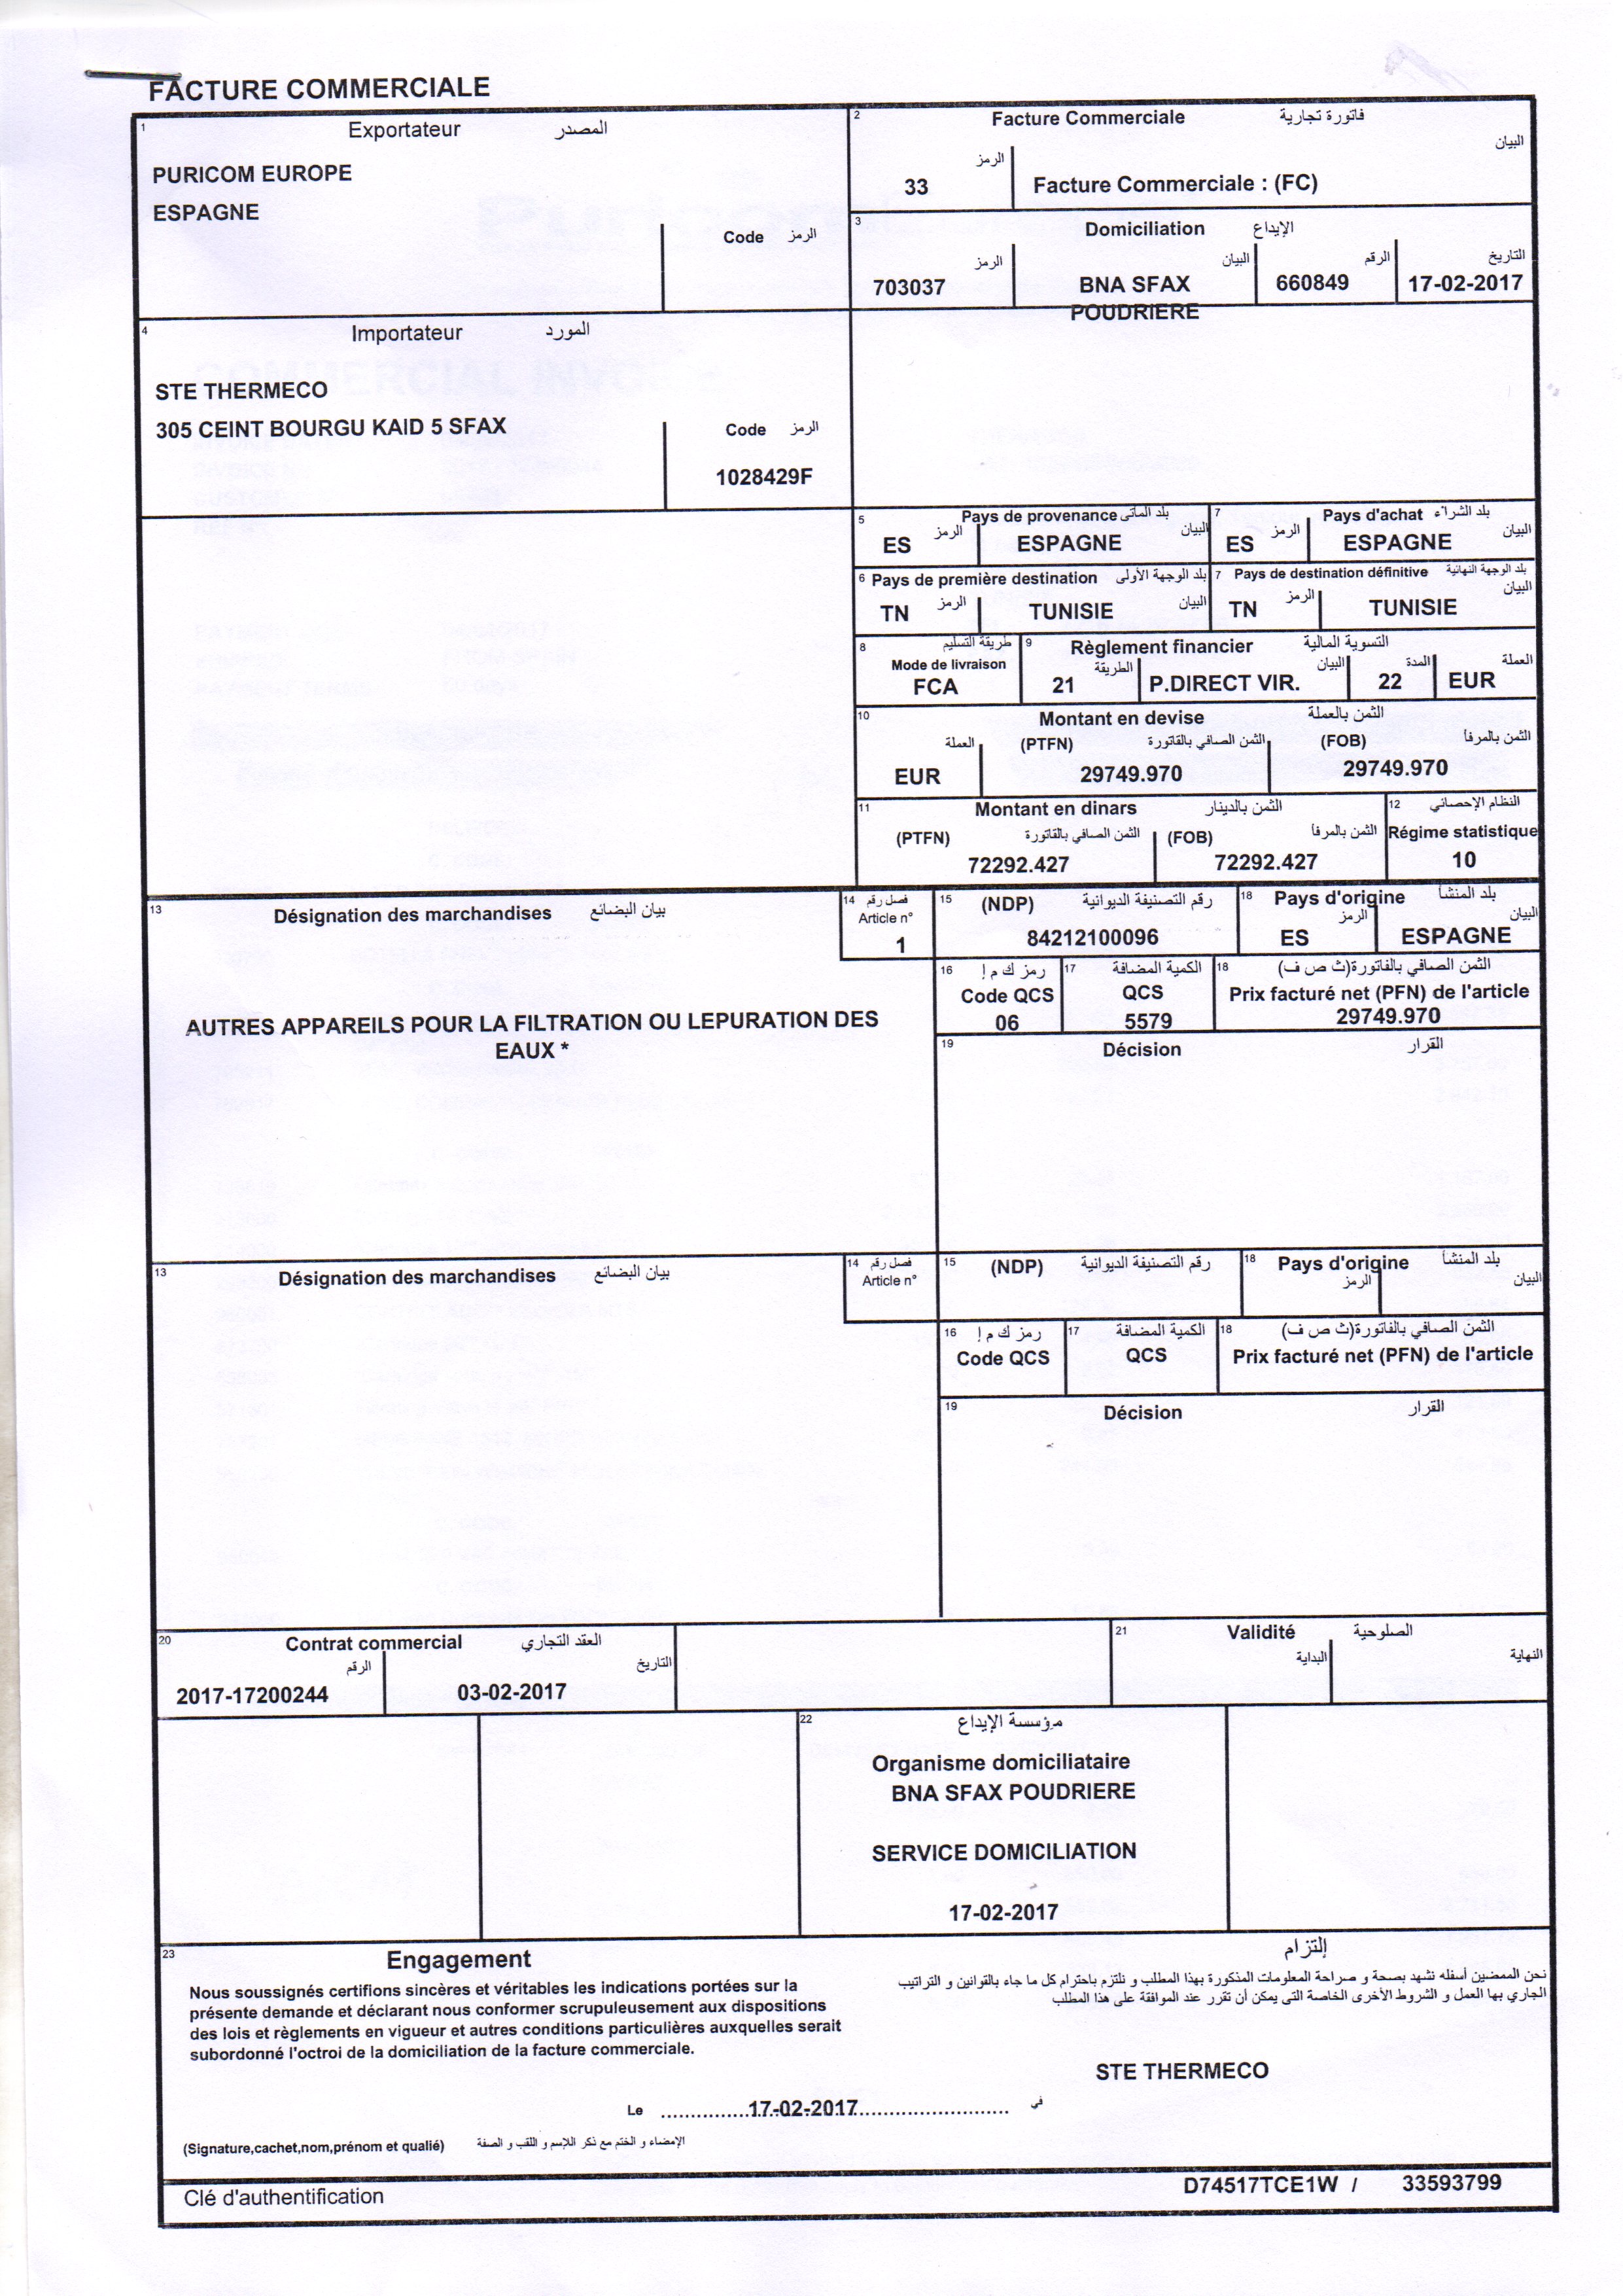 FACTURE COMMERCIALE
1 Exportateur المصدر
PURICOM EUROPE
ESPAGNE
Code الرمز
2 Facture Commerciale فاتورة تجارية
البيان
الرمز
33 Facture Commerciale : (FC)
3 Domiciliation الإيداع
الرمز البيان الرقم التاريخ
703037 BNA SFAX POUDRIERE 660849 17-02-2017
4 Importateur المورد
STE THERMECO
305 CEINT BOURGU KAID 5 SFAX
Code الرمز
1028429F
5 Pays de provenance بلد المأتى
الرمز البيان
ES ESPAGNE
7 Pays d'achat بلد الشراء
الرمز البيان
ES ESPAGNE
6 Pays de première destination بلد الوجهة الأولى
الرمز البيان
TN TUNISIE
7 Pays de destination définitive بلد الوجهة النهائية
الرمز البيان
TN TUNISIE
8 طريقة التسليم
Mode de livraison
FCA
9 Règlement financier التسوية المالية
الطريقة البيان المدة العملة
21 P.DIRECT VIR. 22 EUR
10 Montant en devise الثمن بالعملة
العملة (PTFN) الثمن الصافي بالفاتورة (FOB) الثمن بالمرفأ
EUR 29749.970 29749.970
11 Montant en dinars الثمن بالدينار
(PTFN) الثمن الصافي بالفاتورة (FOB) الثمن بالمرفأ
72292.427 72292.427
12 النظام الإحصائي
Régime statistique
10
13 Désignation des marchandises بيان البضائع
14 فصل رقم
Article n°
1
15 (NDP) رقم التصنيفة الديوانية
84212100096
18 Pays d'origine بلد المنشأ
الرمز البيان
ES ESPAGNE
16 رمز ك م إ
Code QCS
06
17 الكمية المضافة
QCS
5579
18 الثمن الصافي بالفاتورة(ث ص ف)
Prix facturé net (PFN) de l'article
29749.970
AUTRES APPAREILS POUR LA FILTRATION OU LEPURATION DES
EAUX *
19 Décision القرار
13 Désignation des marchandises بيان البضائع
14 فصل رقم
Article n°
15 (NDP) رقم التصنيفة الديوانية
18 Pays d'origine بلد المنشأ
الرمز البيان
16 رمز ك م إ
Code QCS
17 الكمية المضافة
QCS
18 الثمن الصافي بالفاتورة(ث ص ف)
Prix facturé net (PFN) de l'article
19 Décision القرار
20 Contrat commercial العقد التجاري
الرقم التاريخ
2017-17200244 03-02-2017
21 Validité الصلوحية
البداية النهاية
22 مؤسسة الإيداع
Organisme domiciliataire
BNA SFAX POUDRIERE
SERVICE DOMICILIATION
17-02-2017
23 Engagement إلتزام
Nous soussignés certifions sincères et véritables les indications portées sur la
présente demande et déclarant nous conformer scrupuleusement aux dispositions
des lois et règlements en vigueur et autres conditions particulières auxquelles serait
subordonné l'octroi de la domiciliation de la facture commerciale.
نحن الممضين أسفله نشهد بصحة و صراحة المعلومات المذكورة بهذا المطلب و نلتزم باحترام كل ما جاء بالقوانين و التراتيب
الجاري بها العمل و الشروط الأخرى الخاصة التى يمكن أن تقرر عند الموافقة على هذا المطلب
STE THERMECO
Le 17-02-2017 في
(Signature,cachet,nom,prénom et qualié) الإمضاء و الختم مع ذكر اللإسم و اللقب و الصفة
Clé d'authentification D74517TCE1W / 33593799